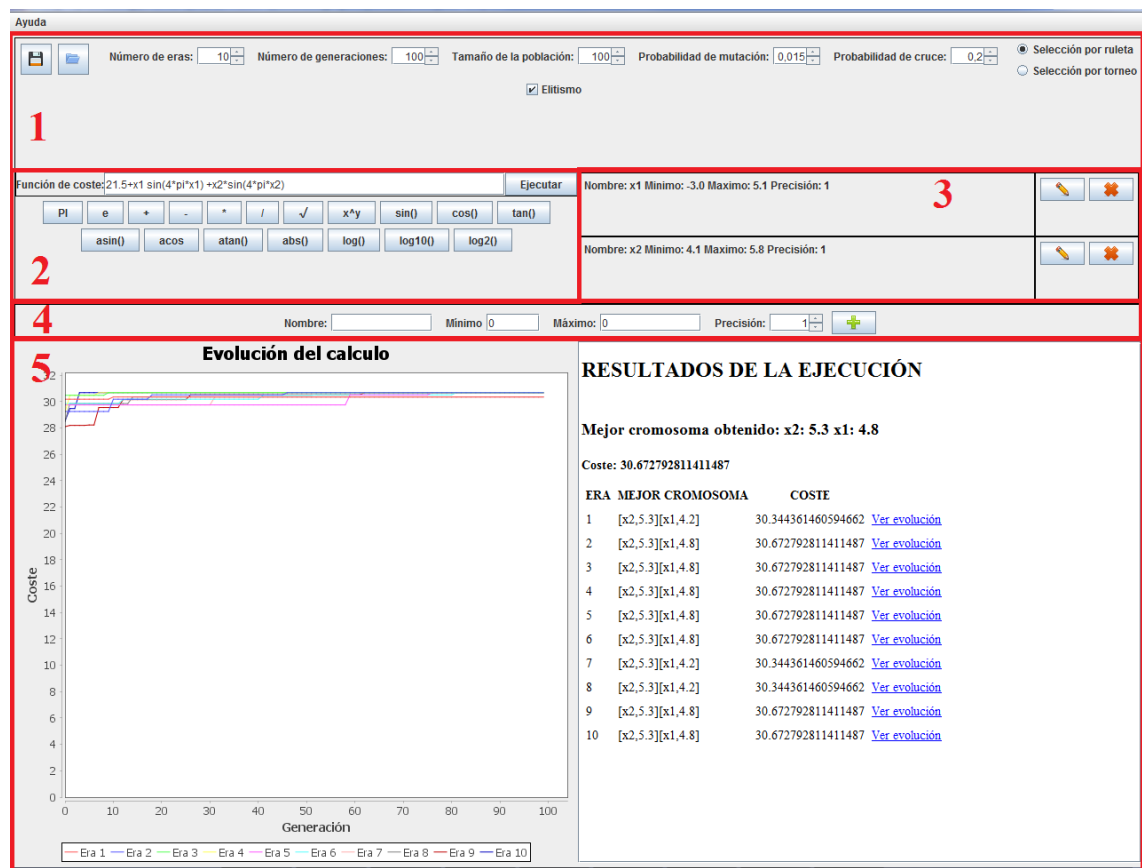 Ayuda
Número de eras: 10 Número de generaciones: 100 Tamaño de la población: 100 Probabilidad de mutación: 0,015 Probabilidad de cruce: 0,2 Selección por ruleta
Selección por torneo
Elitismo
1
Función de coste: 21.5+x1 sin(4*pi*x1) +x2*sin(4*pi*x2) Ejecutar
PI e + - * / √ x^y sin() cos() tan()
asin() acos atan() abs() log() log10() log2()
2
Nombre: x1 Minimo: -3.0 Maximo: 5.1 Precisión: 1
3
Nombre: x2 Minimo: 4.1 Maximo: 5.8 Precisión: 1
4
Nombre: Minimo 0 Máximo: 0 Precisión: 1
5
Evolución del calculo
32
30
28
26
24
22
20
18
16
14
12
10
8
6
4
2
0
Coste
0 10 20 30 40 50 60 70 80 90 100
Generación
Era 1 Era 2 Era 3 Era 4 Era 5 Era 6 Era 7 Era 8 Era 9 Era 10
RESULTADOS DE LA EJECUCIÓN
Mejor cromosoma obtenido: x2: 5.3 x1: 4.8
Coste: 30.672792811411487
ERA MEJOR CROMOSOMA COSTE
1 [x2,5.3][x1,4.2] 30.344361460594662 Ver evolución
2 [x2,5.3][x1,4.8] 30.672792811411487 Ver evolución
3 [x2,5.3][x1,4.8] 30.672792811411487 Ver evolución
4 [x2,5.3][x1,4.8] 30.672792811411487 Ver evolución
5 [x2,5.3][x1,4.8] 30.672792811411487 Ver evolución
6 [x2,5.3][x1,4.8] 30.672792811411487 Ver evolución
7 [x2,5.3][x1,4.2] 30.344361460594662 Ver evolución
8 [x2,5.3][x1,4.2] 30.344361460594662 Ver evolución
9 [x2,5.3][x1,4.8] 30.672792811411487 Ver evolución
10 [x2,5.3][x1,4.8] 30.672792811411487 Ver evolución